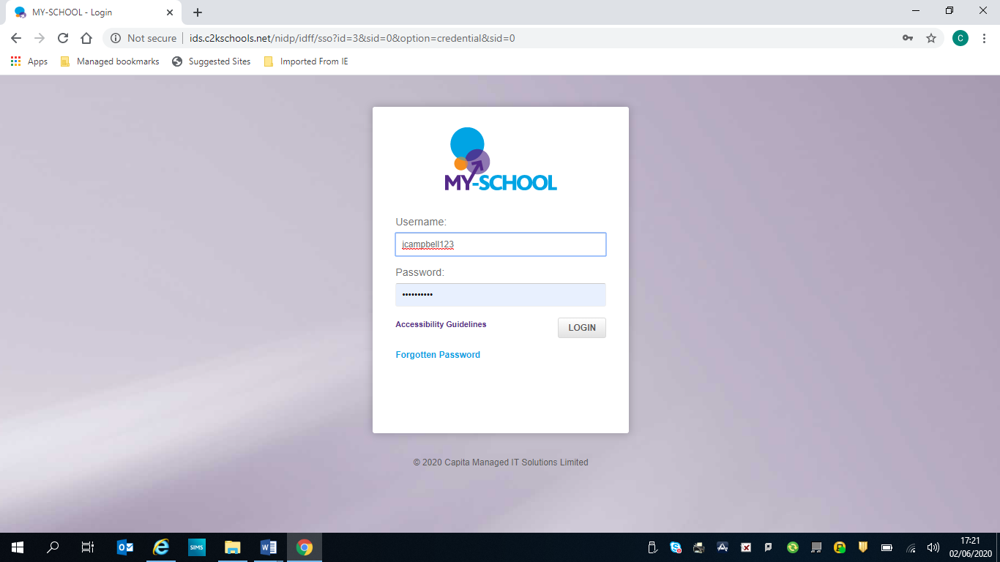 MY-SCHOOL - Login
Not secure
ids.c2kschools.net/nidp/idff/sso?id=3&sid=0&option=credential&sid=0
C
Apps
Managed bookmarks
Suggested Sites
Imported From IE
MY-SCHOOL
Username:
jcampbell123
Password:
••••••••••
Accessibility Guidelines
LOGIN
Forgotten Password
© 2020 Capita Managed IT Solutions Limited
SIMS
17:21
02/06/2020